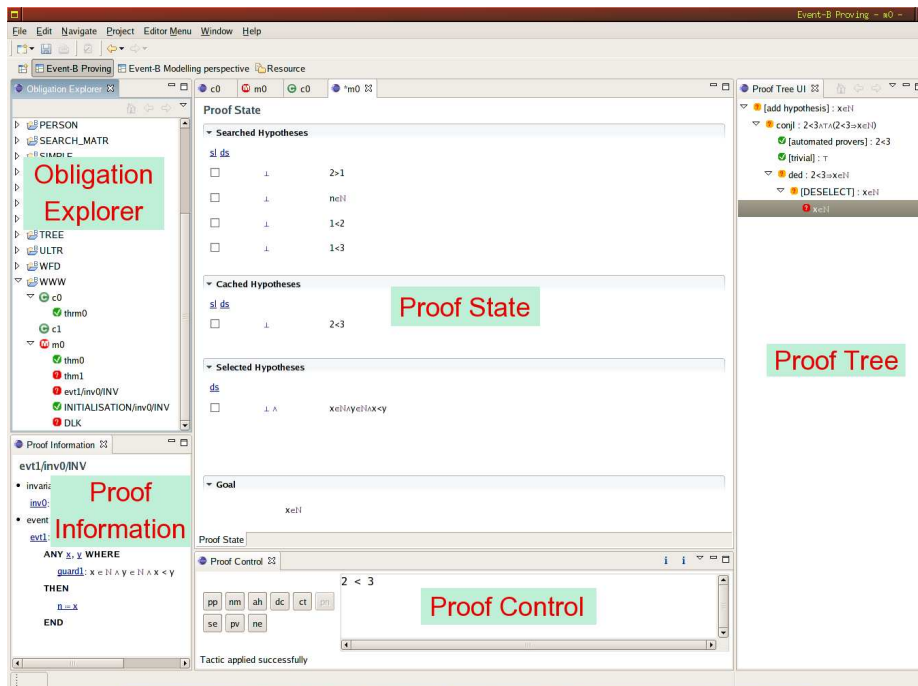 Event-B Proving - m0 -
File Edit Navigate Project Editor Menu Window Help
Event-B Proving Event-B Modelling perspective Resource
Obligation Explorer
PERSON
SEARCH_MATR
SIMPLE
TREE
ULTR
WFD
WWW
c0
thrm0
c1
m0
thm0
thm1
evt1/inv0/INV
INITIALISATION/inv0/INV
DLK
Obligation
Explorer
Proof Information
evt1/inv0/INV
inv0:
event
evt1:
ANY x, y WHERE
guard1: x ∈ ℕ ∧ y ∈ ℕ ∧ x < y
THEN
n ≔ x
END
Proof
Information
c0 m0 c0 *m0
Proof State
Searched Hypotheses
sl ds
⊥ 2>1
⊥ n∈ℕ
⊥ 1<2
⊥ 1<3
Cached Hypotheses
sl ds
⊥ 2<3
Proof State
Selected Hypotheses
ds
⊥ ∧ x∈ℕ∧y∈ℕ∧x<y
Goal
x∈ℕ
Proof State
Proof Control
i i
2 < 3
pp nm ah dc ct pn
se pv ne
Proof Control
Tactic applied successfully
Proof Tree UI
[add hypothesis] : x∈ℕ
conjI : 2<3∧⊤∧(2<3⇒x∈ℕ)
[automated provers] : 2<3
[trivial] : ⊤
ded : 2<3⇒x∈ℕ
[DESELECT] : x∈ℕ
x∈ℕ
Proof Tree